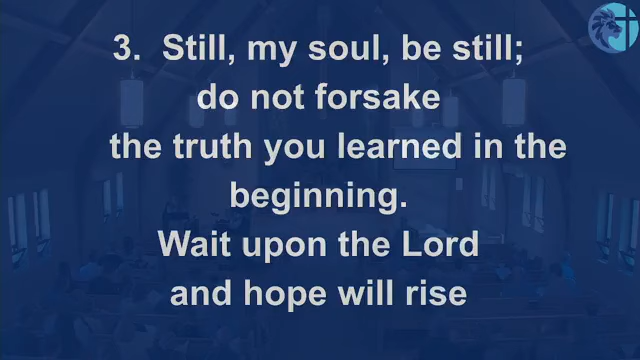 3. Still, my soul, be still;
do not forsake
the truth you learned in the
beginning.
Wait upon the Lord
and hope will rise